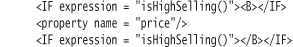 <IF expression = "isHighSelling()"><B></IF>
<property name = "price"/>
<IF expression = "isHighSelling()"></B></IF>